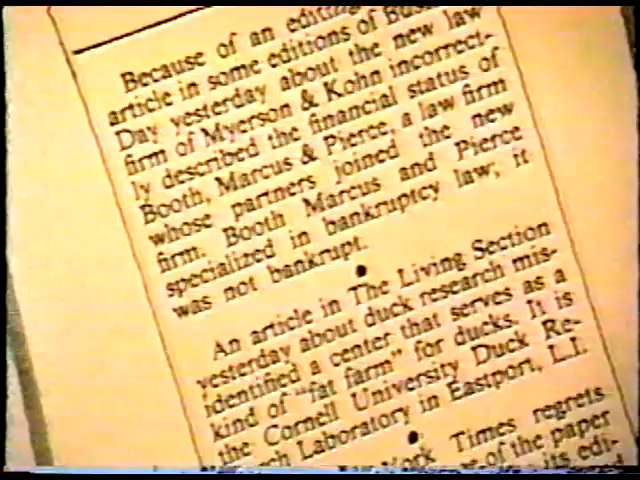 Because of an editing
article in some editions of Busi-
Day yesterday about the new law
firm of Myerson & Kohn incorrect-
ly described the financial status of
Booth, Marcus & Pierce, a law firm
whose partners joined the new
firm. Booth Marcus and Pierce
specialized in bankruptcy law; it
was not bankrupt.
An article in The Living Section
yesterday about duck research mis-
identified a center that serves as a
kind of "fat farm" for ducks. It is
the Cornell University Duck Re-
Laboratory in Eastport, L.I.
York Times regrets
of the paper
its edi-